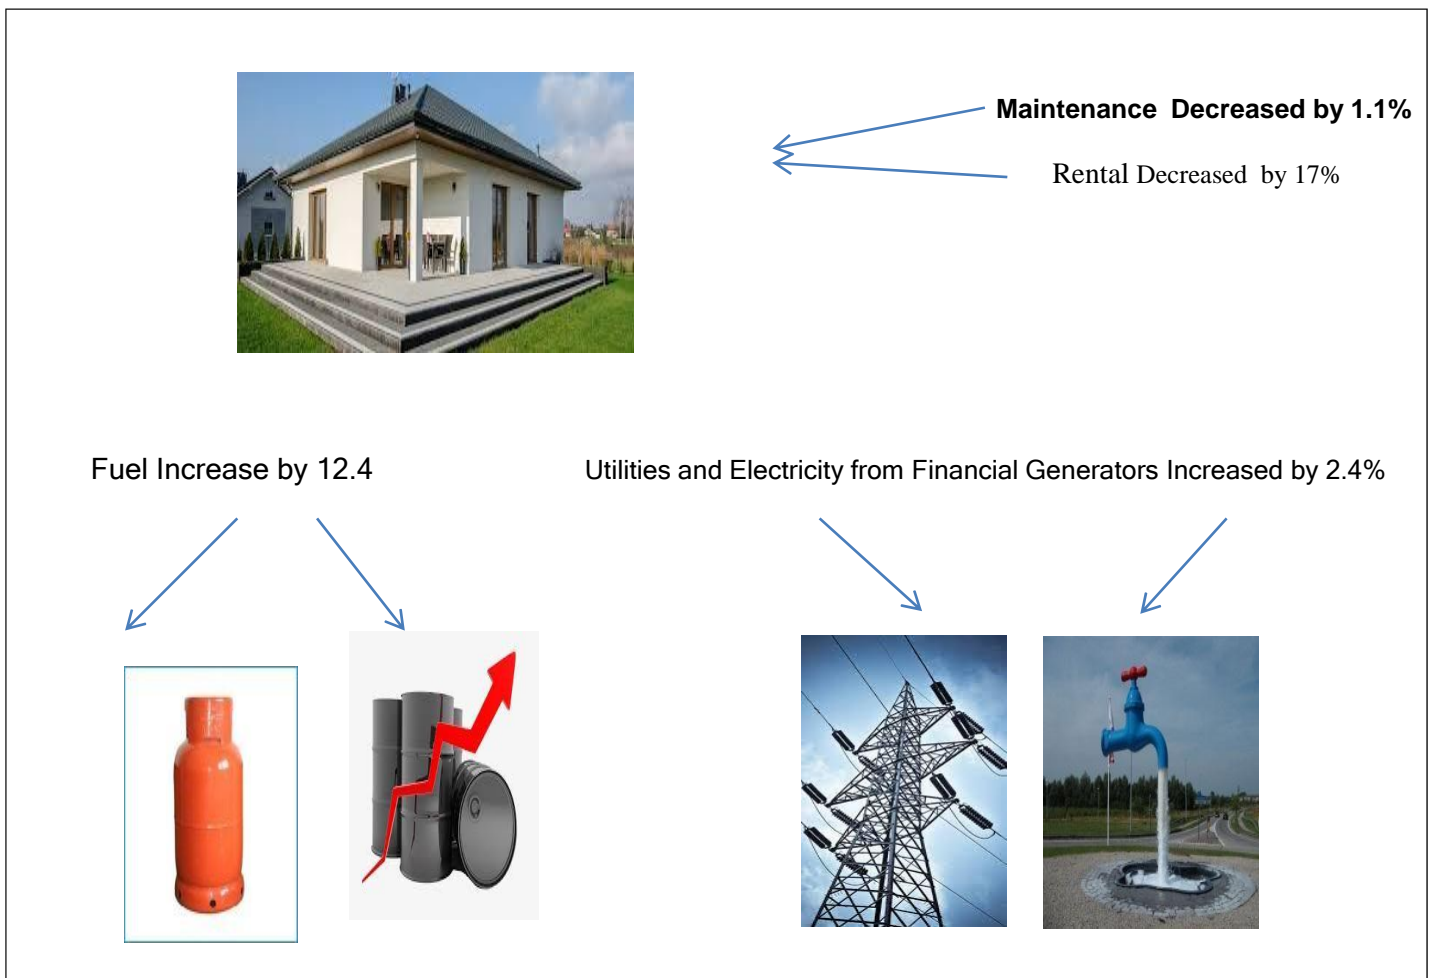 Maintenance Decreased by 1.1%
Rental Decreased by 17%
Fuel Increase by 12.4
Utilities and Electricity from Financial Generators Increased by 2.4%